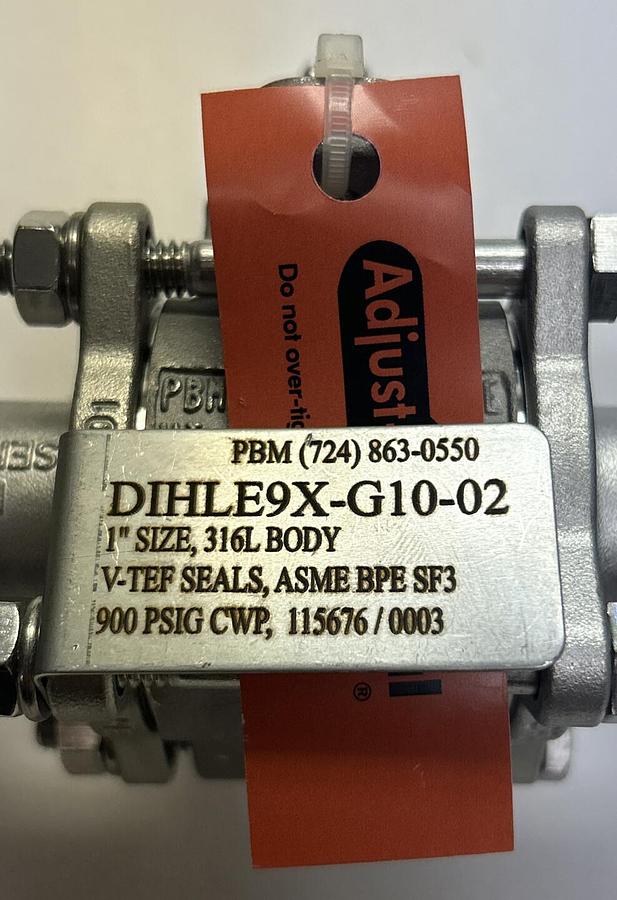 Adjust-
Do not over-tig
PBM
PBM (724) 863-0550
DIHLE9X-G10-02
1" SIZE, 316L BODY
V-TEF SEALS, ASME BPE SF3
900 PSIG CWP, 115676 / 0003
®